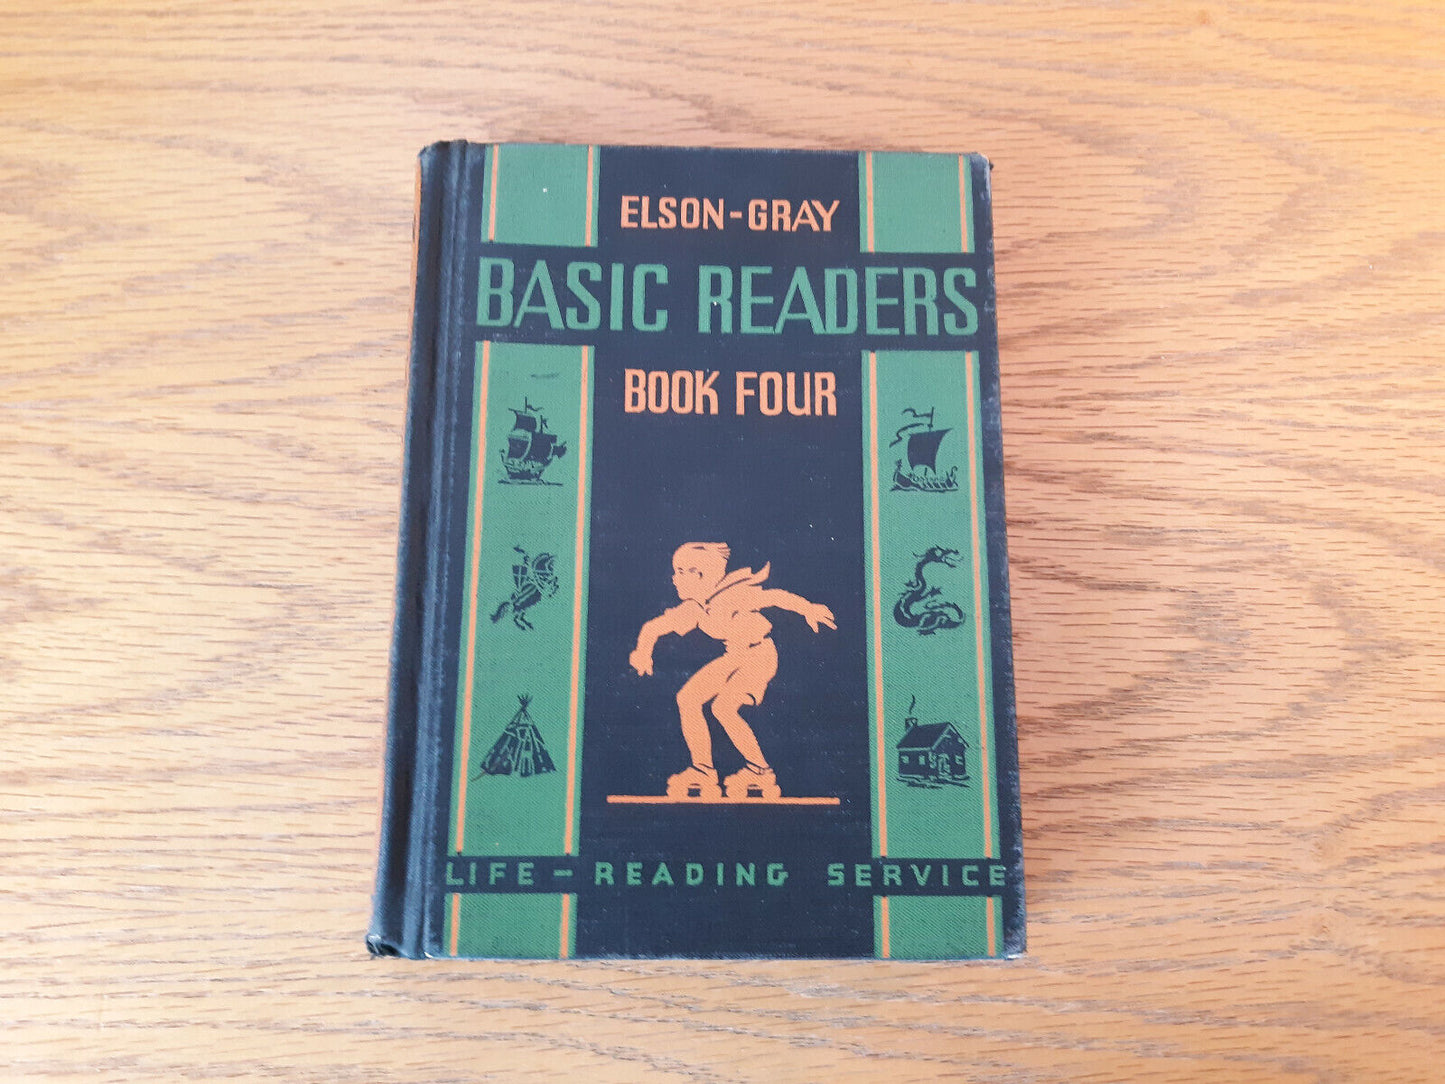 ELSON-GRAY
BASIC READERS
BOOK FOUR
LIFE-READING SERVICE